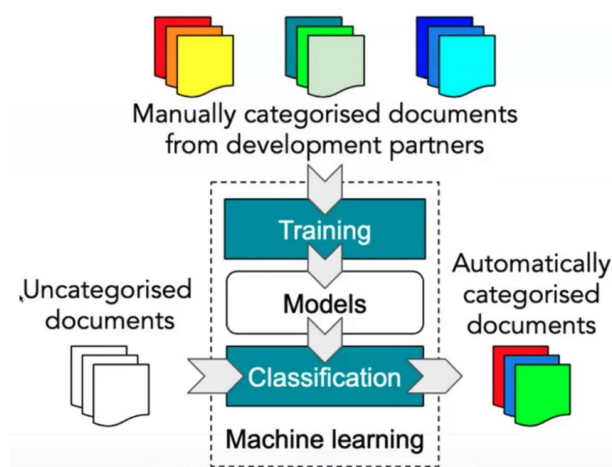 Manually categorised documents
from development partners
Training
Uncategorised
documents
Models
Automatically
categorised
documents
Classification
Machine learning